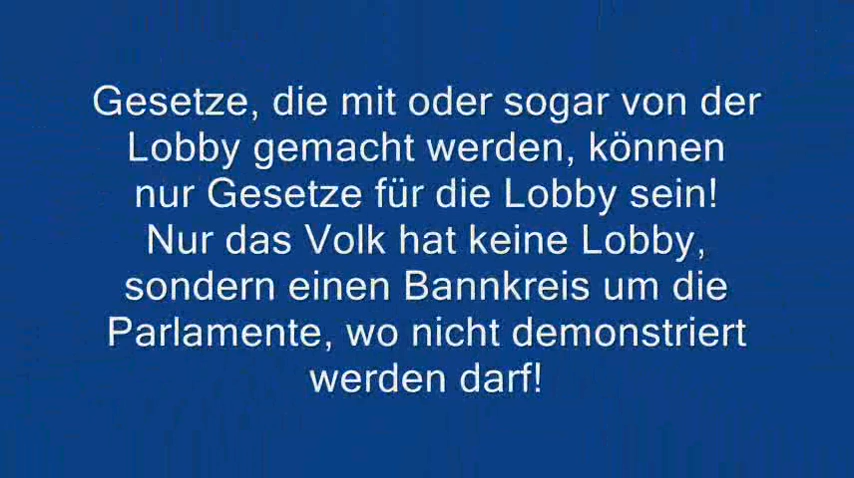 Gesetze, die mit oder sogar von der
Lobby gemacht werden, können
nur Gesetze für die Lobby sein!
Nur das Volk hat keine Lobby,
sondern einen Bannkreis um die
Parlamente, wo nicht demonstriert
werden darf!